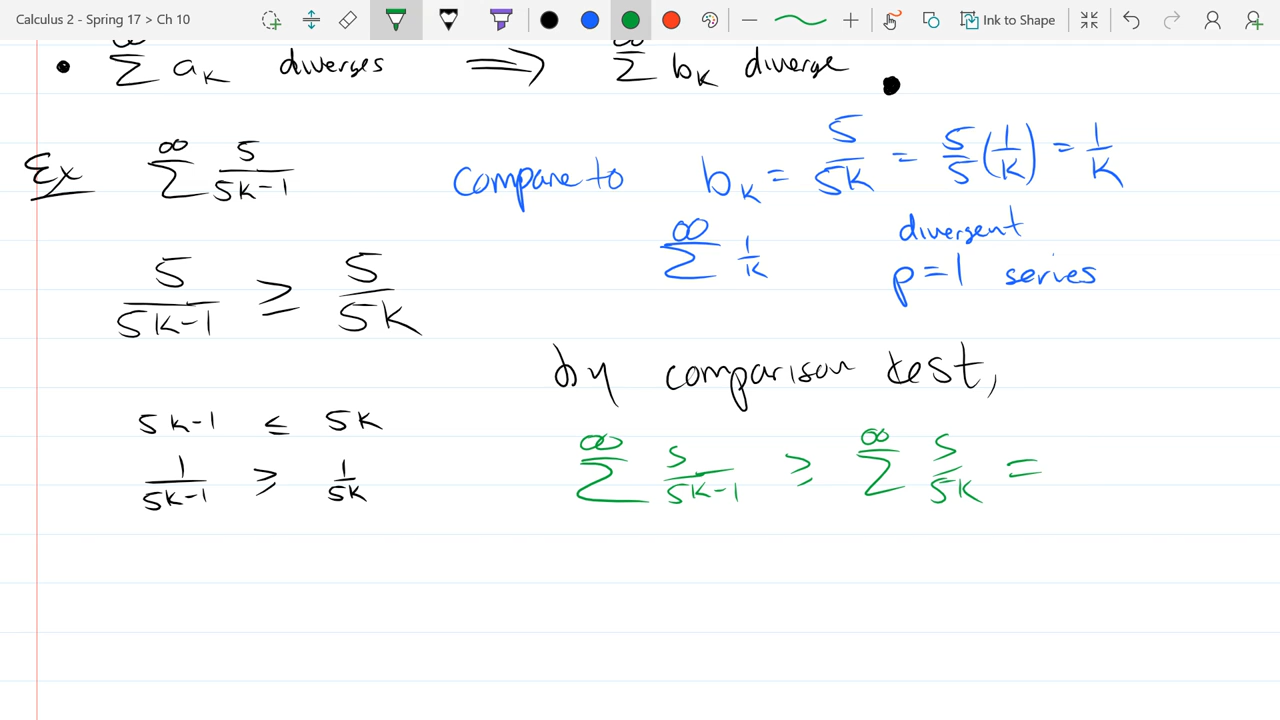 Calculus 2 - Spring 17 > Ch 10
Ink to Shape
• ∞∑ a_K diverges ⟹ ∞∑ b_K diverge
Ex ∞∑ 5/(5K-1) compare to b_K = 5/5K = 5/5 (1/K) = 1/K
∞∑ 1/K divergent
p=1 series
5/(5K-1) ≥ 5/5K
by comparison test,
5K-1 ≤ 5K
1/(5K-1) ≥ 1/5K
∞∑ 5/(5K-1) ≥ ∞∑ 5/5K =